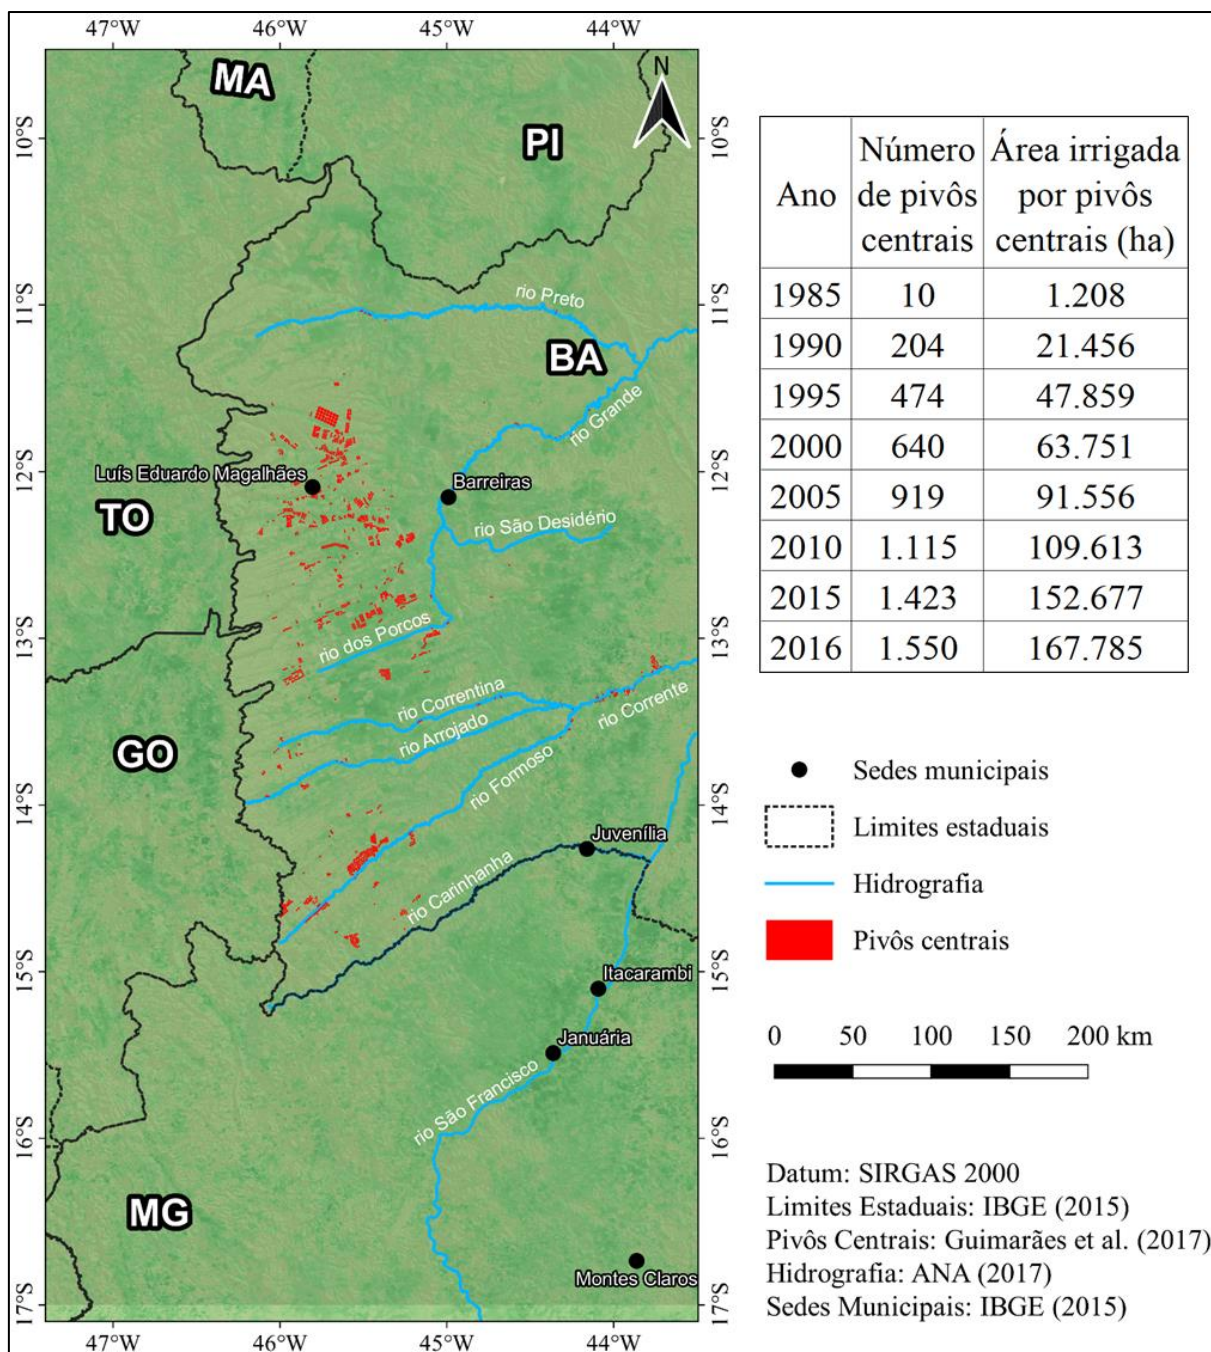 47°W 46°W 45°W 44°W
N
MA
PI
10°S 10°S
Ano Número de pivôs centrais Área irrigada por pivôs centrais (ha)
1985 10 1.208
1990 204 21.456
1995 474 47.859
2000 640 63.751
2005 919 91.556
2010 1.115 109.613
2015 1.423 152.677
2016 1.550 167.785
11°S 11°S
rio Preto
BA
rio Grande
12°S 12°S
Luís Eduardo Magalhães
Barreiras
TO
rio São Desidério
13°S 13°S
rio dos Porcos
rio Correntina
rio Corrente
rio Arrojado
GO
rio Formoso
14°S 14°S
Juvenília
rio Carinhanha
15°S 15°S
Itacarambi
Januária
rio São Francisco
16°S 16°S
MG
Montes Claros
17°S 17°S
47°W 46°W 45°W 44°W
Sedes municipais
Limites estaduais
Hidrografia
Pivôs centrais
0 50 100 150 200 km
Datum: SIRGAS 2000
Limites Estaduais: IBGE (2015)
Pivôs Centrais: Guimarães et al. (2017)
Hidrografia: ANA (2017)
Sedes Municipais: IBGE (2015)